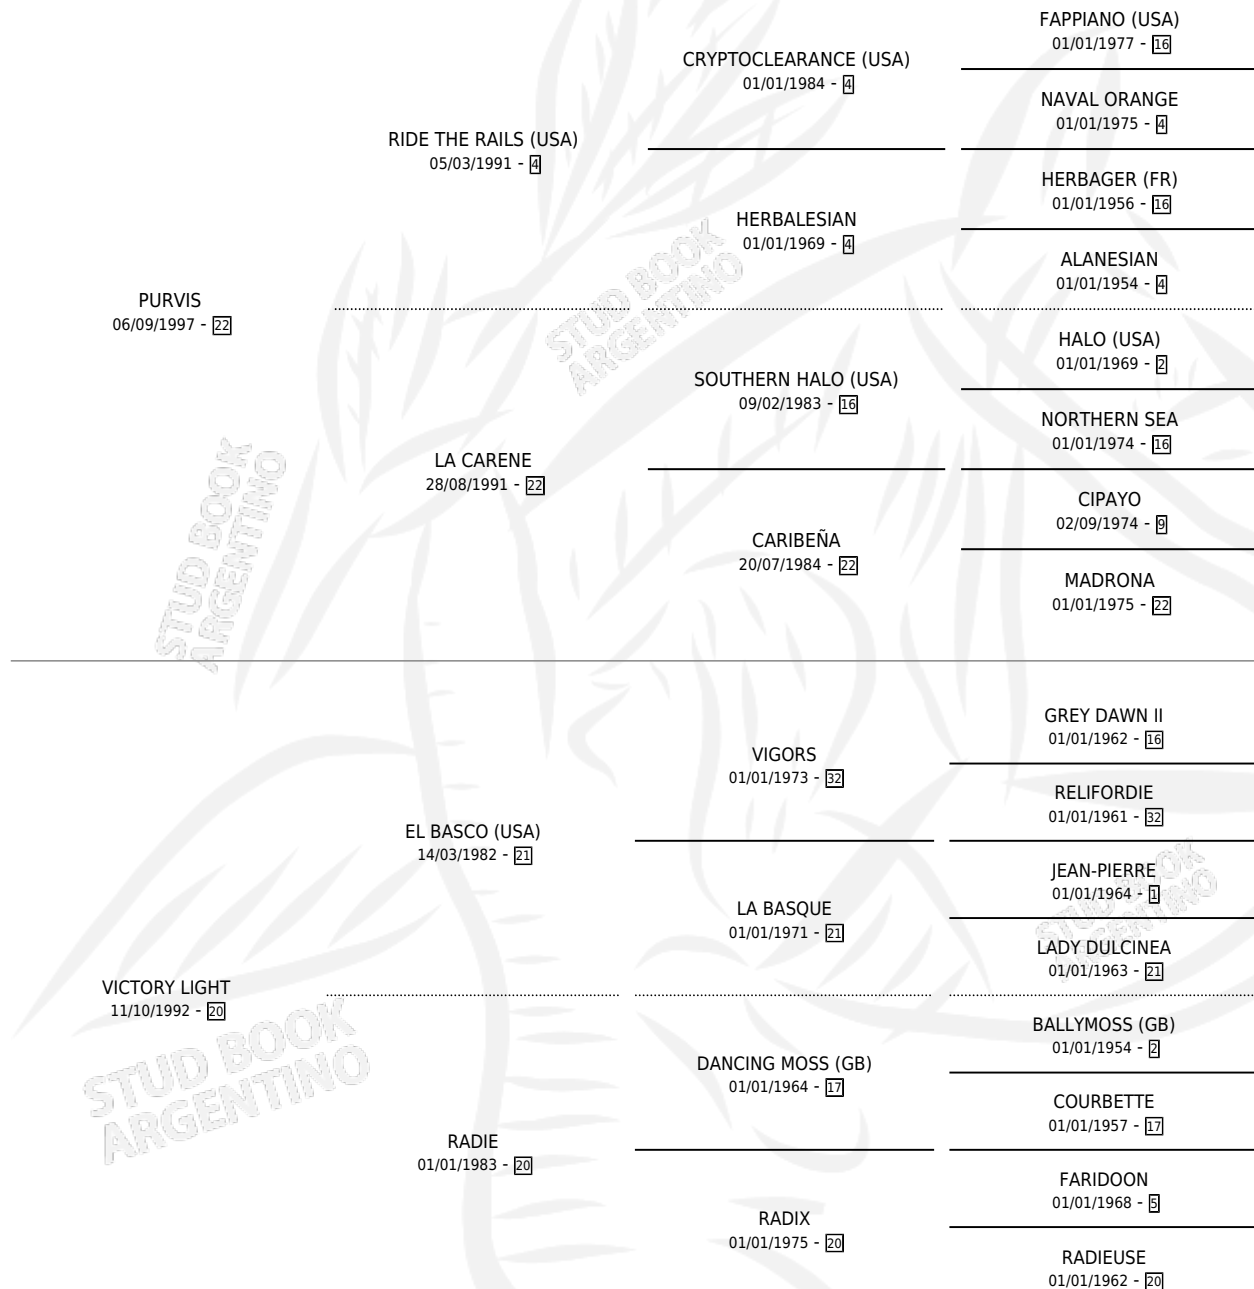 FAPPIANO (USA)
01/01/1977 - 16
CRYPTOCLEARANCE (USA)
01/01/1984 - 4
NAVAL ORANGE
01/01/1975 - 4
RIDE THE RAILS (USA)
05/03/1991 - 4
HERBAGER (FR)
01/01/1956 - 16
HERBALESIAN
01/01/1969 - 4
ALANESIAN
01/01/1954 - 4
PURVIS
06/09/1997 - 22
HALO (USA)
01/01/1969 - 2
SOUTHERN HALO (USA)
09/02/1983 - 16
NORTHERN SEA
01/01/1974 - 16
LA CARENE
28/08/1991 - 22
CIPAYO
02/09/1974 - 9
CARIBEÑA
20/07/1984 - 22
MADRONA
01/01/1975 - 22
GREY DAWN II
01/01/1962 - 16
VIGORS
01/01/1973 - 32
RELIFORDIE
01/01/1961 - 32
EL BASCO (USA)
14/03/1982 - 21
JEAN-PIERRE
01/01/1964 - 1
LA BASQUE
01/01/1971 - 21
LADY DULCINEA
01/01/1963 - 21
VICTORY LIGHT
11/10/1992 - 20
BALLYMOSS (GB)
01/01/1954 - 2
DANCING MOSS (GB)
01/01/1964 - 17
COURBETTE
01/01/1957 - 17
RADIE
01/01/1983 - 20
FARIDOON
01/01/1968 - 5
RADIX
01/01/1975 - 20
RADIEUSE
01/01/1962 - 20
STUD BOOK
ARGENTINO
STUD BOOK
ARGENTINO
STUD BOOK
ARGENTINO
STUD BOOK
ARGENTINO